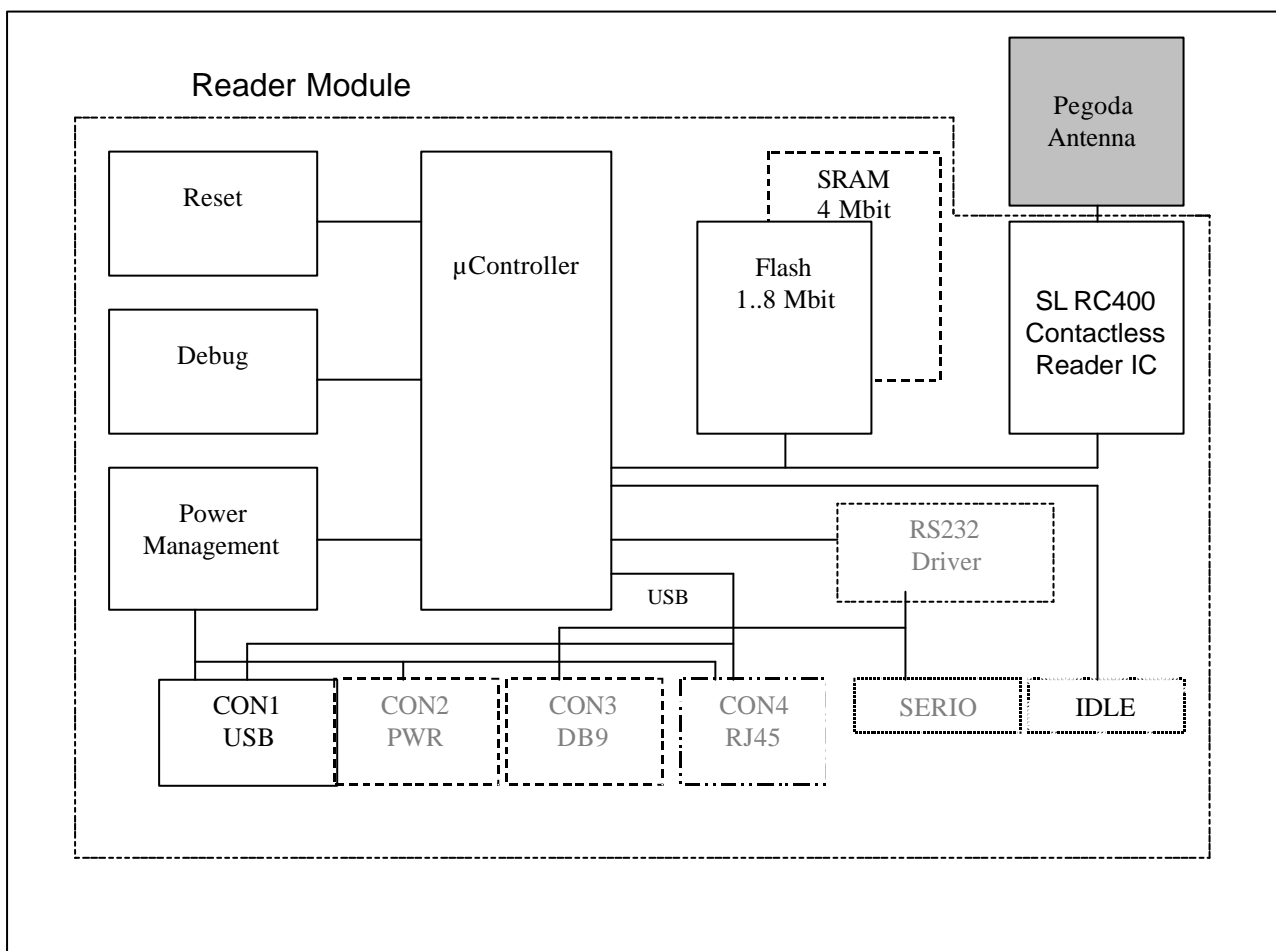 Reader Module
Pegoda
Antenna
Reset
µController
SRAM
4 Mbit
Flash
1..8 Mbit
SL RC400
Contactless
Reader IC
Debug
Power
Management
RS232
Driver
USB
CON1
USB
CON2
PWR
CON3
DB9
CON4
RJ45
SERIO
IDLE